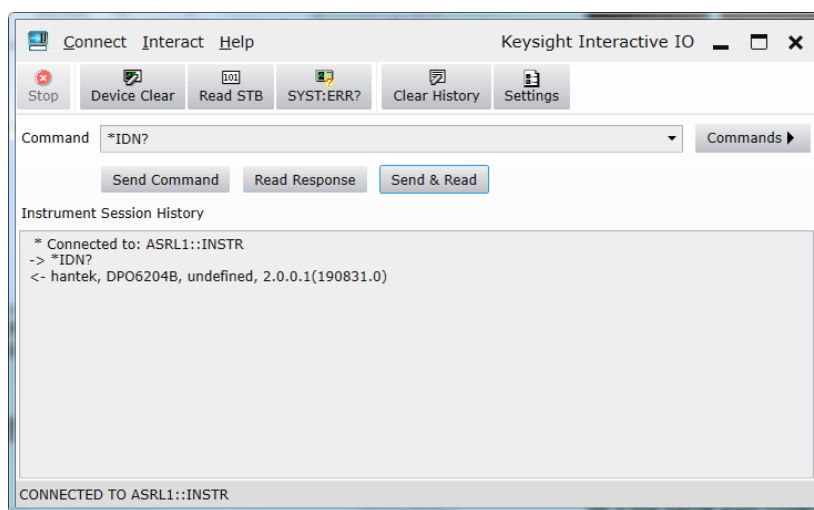 Connect Interact Help Keysight Interactive IO
Stop Device Clear Read STB SYST:ERR? Clear History Settings
Command *IDN? Commands
Send Command Read Response Send & Read
Instrument Session History
* Connected to: ASRL1::INSTR
-> *IDN?
<- hantek, DPO6204B, undefined, 2.0.0.1(190831.0)
CONNECTED TO ASRL1::INSTR